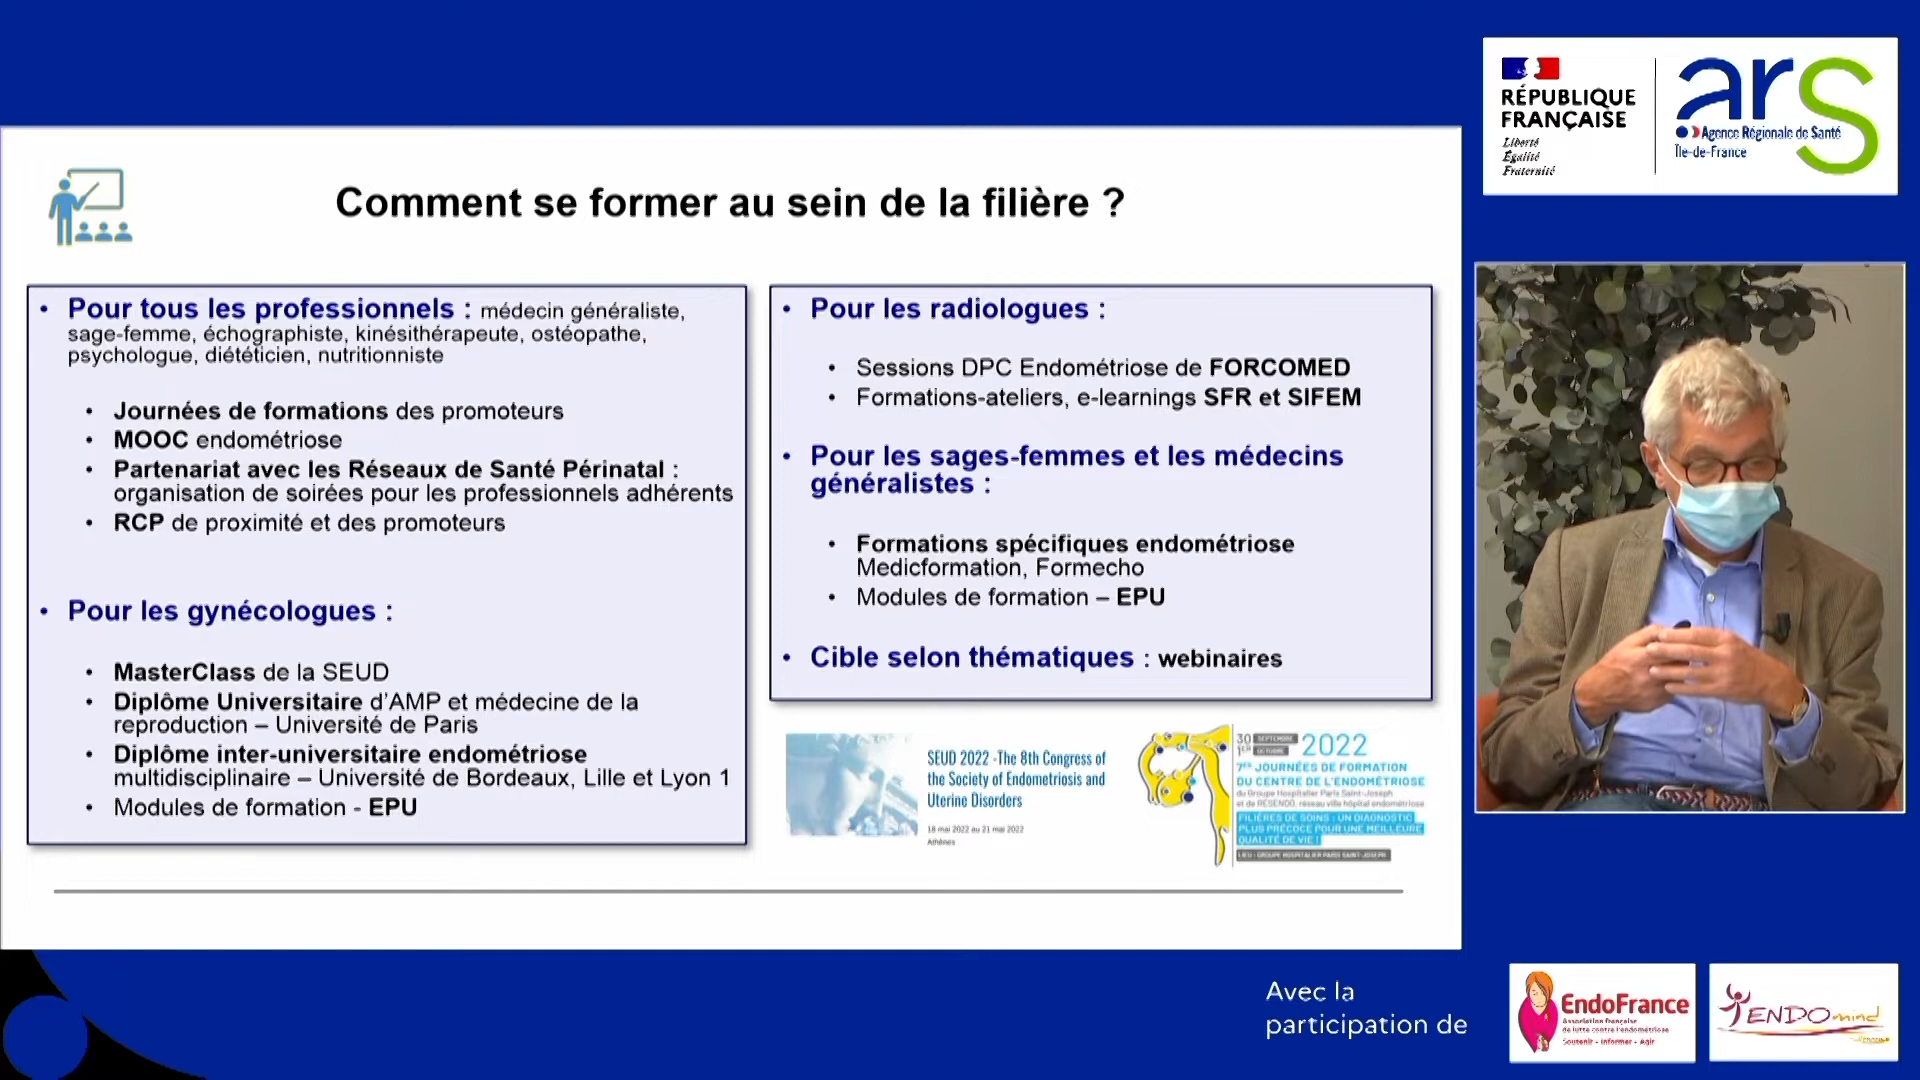 Comment se former au sein de la filière ?
• Pour tous les professionnels : médecin généraliste,
sage-femme, échographiste, kinésithérapeute, ostéopathe,
psychologue, diététicien, nutritionniste
• Journées de formations des promoteurs
• MOOC endométriose
• Partenariat avec les Réseaux de Santé Périnatal :
organisation de soirées pour les professionnels adhérents
• RCP de proximité et des promoteurs
• Pour les gynécologues :
• MasterClass de la SEUD
• Diplôme Universitaire d'AMP et médecine de la
reproduction – Université de Paris
• Diplôme inter-universitaire endométriose
multidisciplinaire – Université de Bordeaux, Lille et Lyon 1
• Modules de formation - EPU
• Pour les radiologues :
• Sessions DPC Endométriose de FORCOMED
• Formations-ateliers, e-learnings SFR et SIFEM
• Pour les sages-femmes et les médecins
généralistes :
• Formations spécifiques endométriose
Medicformation, Formecho
• Modules de formation – EPU
• Cible selon thématiques : webinaires
SEUD 2022 -The 8th Congress of
the Society of Endometriosis and
Uterine Disorders
18 mai 2022 au 21 mai 2022
Athènes
30 SEPTEMBRE
1ER OCTOBRE 2022
7ES JOURNÉES DE FORMATION
DU CENTRE DE L'ENDOMÉTRIOSE
du Groupe Hospitalier Paris Saint-Joseph
et de RESENDO, réseau ville hôpital endométriose
FILIÈRES DE SOINS : UN DIAGNOSTIC
PLUS PRÉCOCE POUR UNE MEILLEURE
QUALITÉ DE VIE !
LIEU : GROUPE HOSPITALIER PARIS SAINT-JOSEPH
RÉPUBLIQUE
FRANÇAISE
Liberté
Égalité
Fraternité
ars
Agence Régionale de Santé
Île-de-France
Avec la
participation de
EndoFrance
Association française
de lutte contre l'endométriose
Soutenir - Informer - Agir
ENDOmind